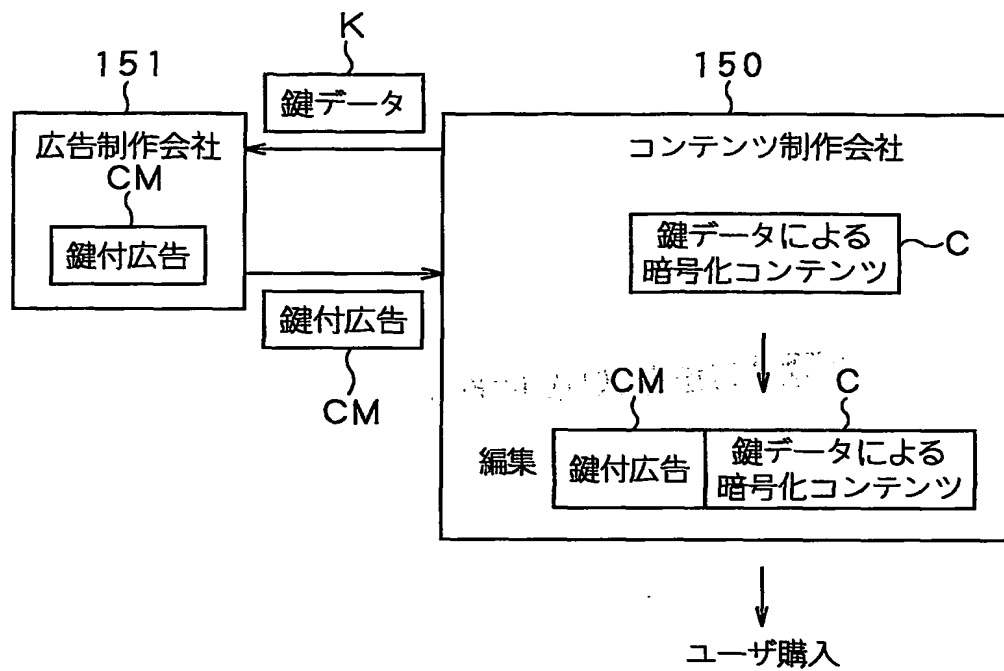 K
151
150
鍵データ
広告制作会社
CM
鍵付広告
コンテンツ制作会社
鍵データによる
暗号化コンテンツ
C
鍵付広告
CM
CM
C
編集
鍵付広告
鍵データによる
暗号化コンテンツ
ユーザ購入